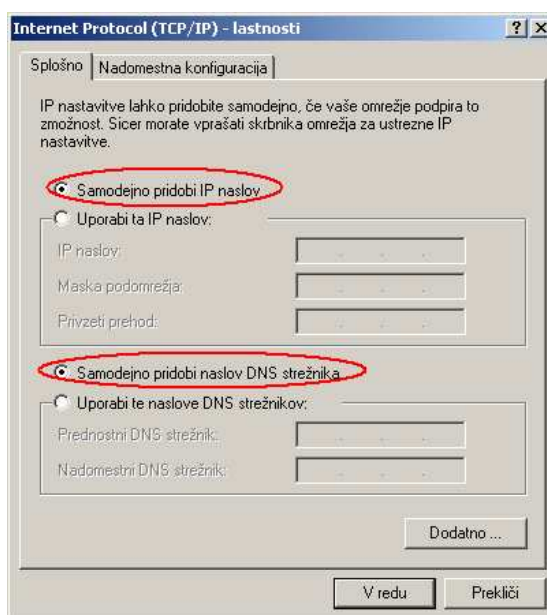 Internet Protocol (TCP/IP) - lastnosti
Splošno
Nadomestna konfiguracija
IP nastavitve lahko pridobite samodejno, če vaše omrežje podpira to
zmožnost. Sicer morate vprašati skrbnika omrežja za ustrezne IP
nastavitve.
Samodejno pridobi IP naslov
Uporabi ta IP naslov:
IP naslov:
Maska podomrežja:
Privzeti prehod:
Samodejno pridobi naslov DNS strežnika
Uporabi te naslove DNS strežnikov:
Prednostni DNS strežnik:
Nadomestni DNS strežnik:
Dodatno ...
V redu
Prekliči